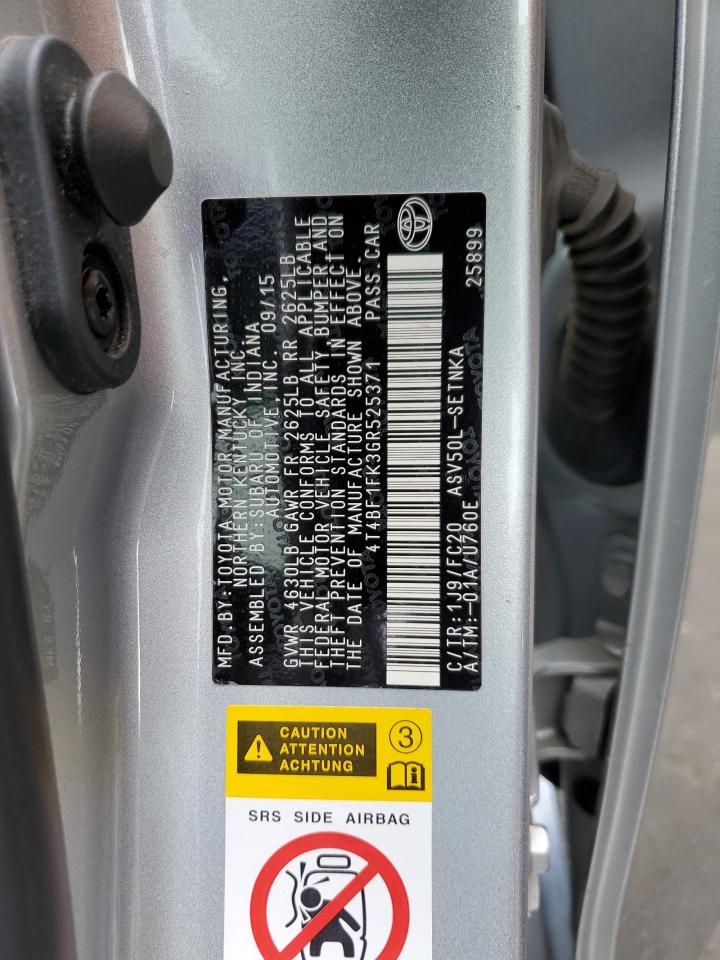 MFD.BY:TOYOTA MOTOR MANUFACTURING,
NORTHERN KENTUCKY, INC.
ASSEMBLED BY:SUBARU OF INDIANA
AUTOMOTIVE INC. 09/15
GVWR 4630LB GAWR FR 2625LB RR 2625LB
THIS VEHICLE CONFORMS TO ALL APPLICABLE
FEDERAL MOTOR VEHICLE SAFETY, BUMPER AND
THEFT PREVENTION STANDARDS IN EFFECT ON
THE DATE OF MANUFACTURE SHOWN ABOVE.
4T4BF1FK3GR525371 PASS.CAR
C/TR:1J9/FC20 ASV50L-SETNKA
A/TM:-01A/U760E 25899
CAUTION
ATTENTION
ACHTUNG
3
SRS SIDE AIRBAG